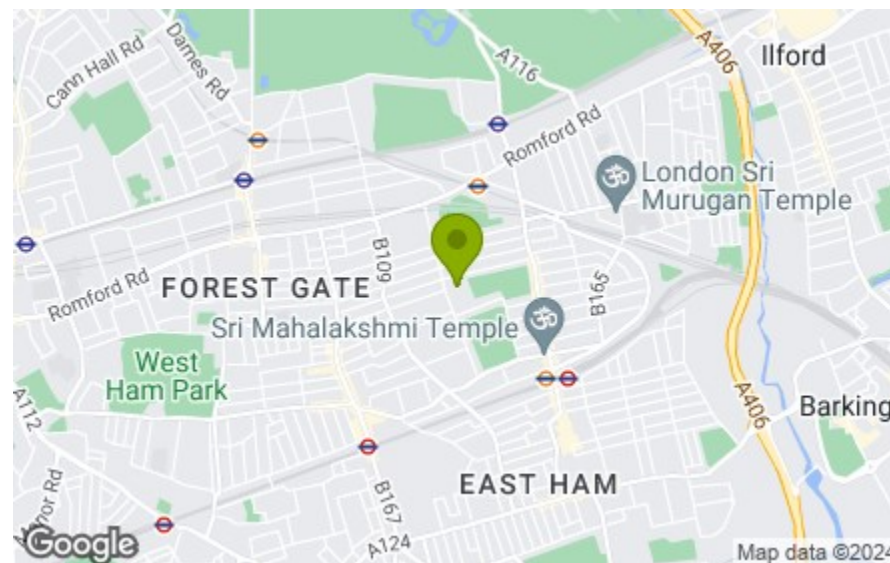 Cann Hall Rd
Dames Rd
A116
A406
Ilford
Romford Rd
London Sri
Murugan Temple
B109
B165
FOREST GATE
Romford Rd
Sri Mahalakshmi Temple
West
Ham Park
A112
A406
Barking
EAST HAM
B167
A124
Google
Map data ©2024